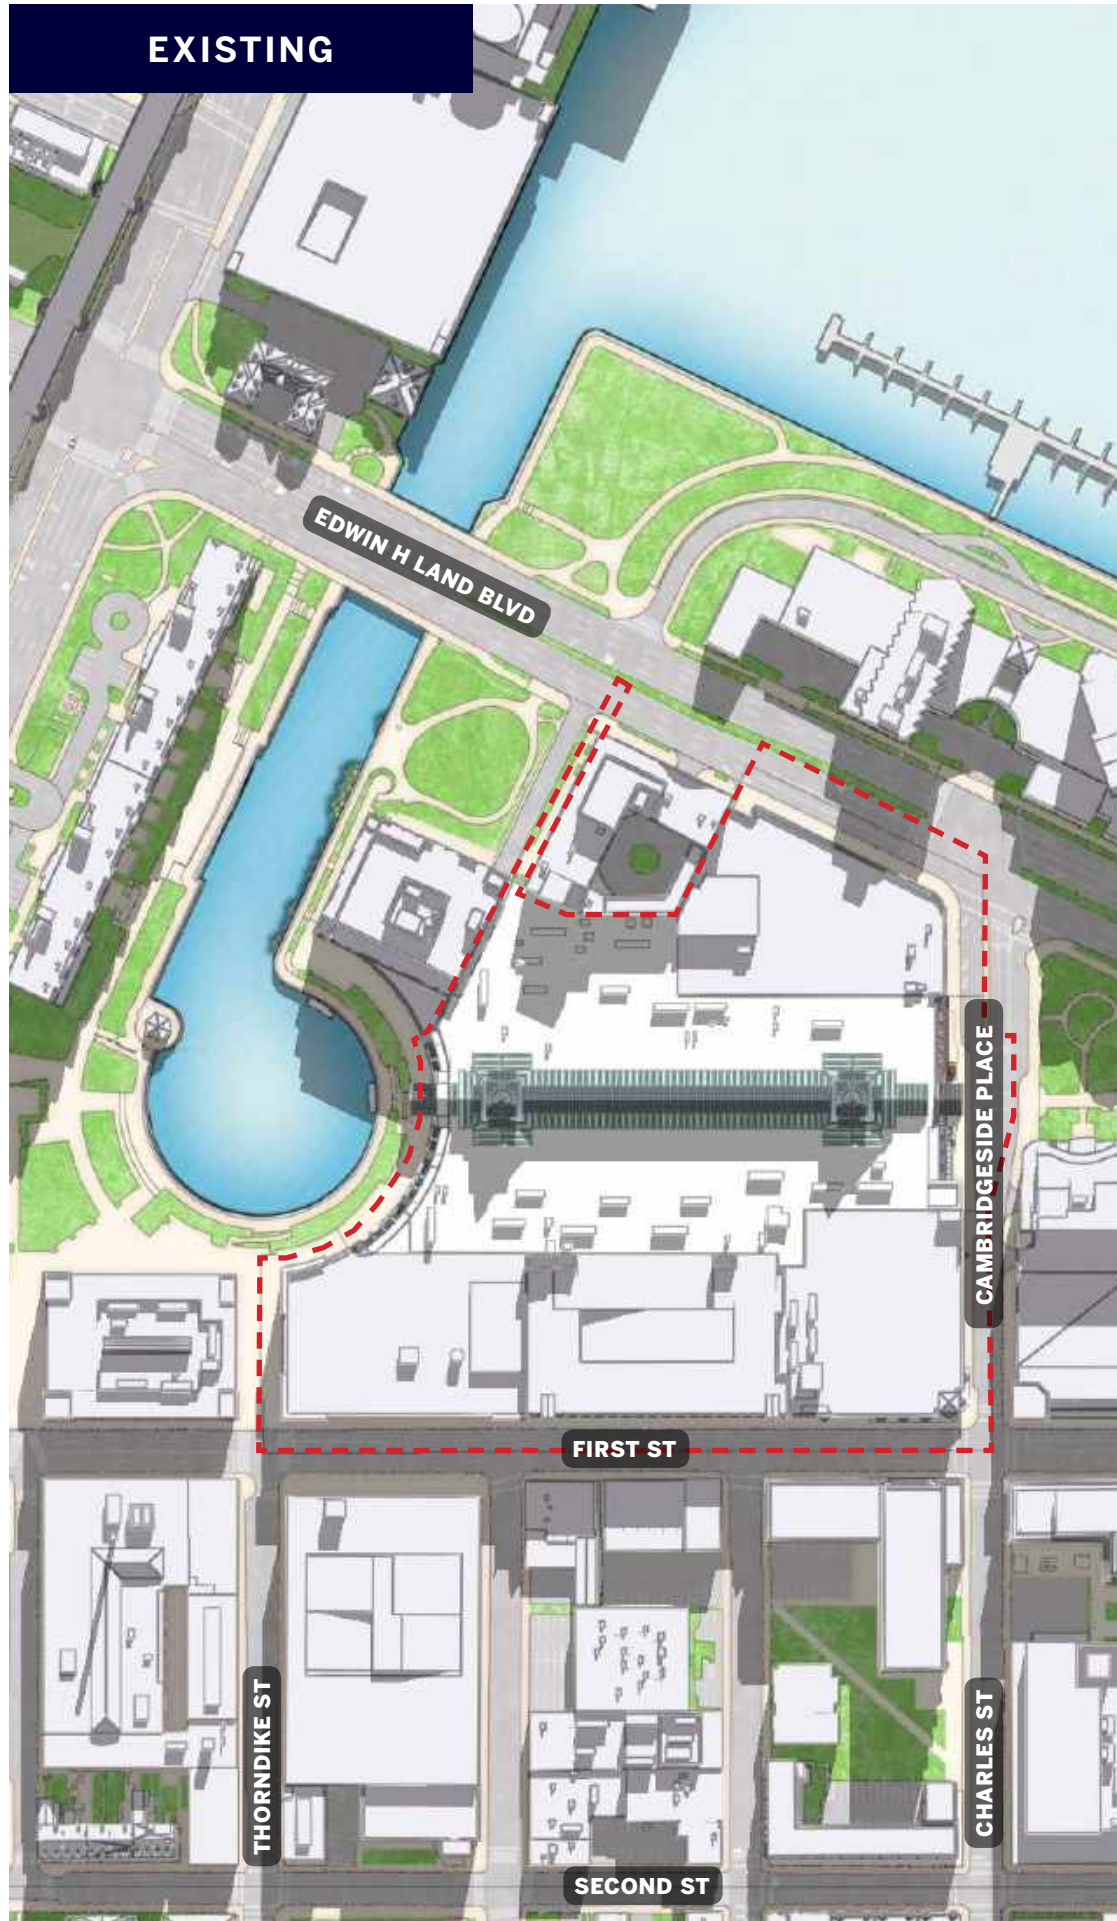 EXISTING
EDWIN H LAND BLVD
CAMBRIDGESIDE PLACE
FIRST ST
THORNDIKE ST
CHARLES ST
SECOND ST